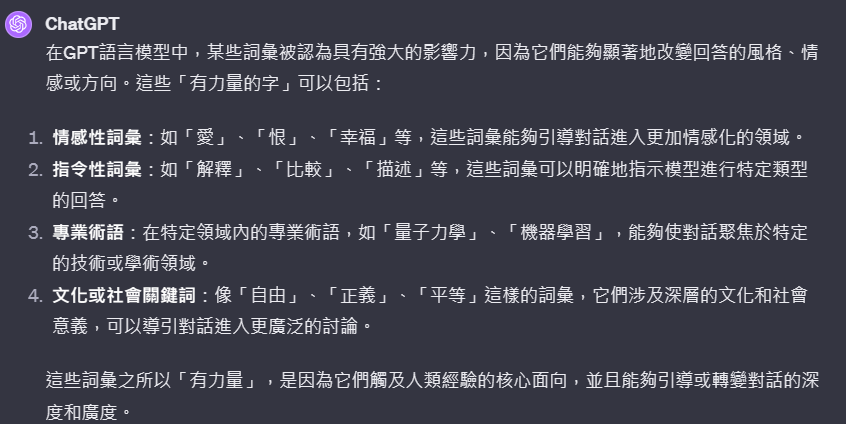 ChatGPT
在GPT語言模型中，某些詞彙被認為具有強大的影響力，因為它們能夠顯著地改變回答的風格、情
感或方向。這些「有力量的字」可以包括：
1. 情感性詞彙：如「愛」、「恨」、「幸福」等，這些詞彙能夠引導對話進入更加情感化的領域。
2. 指令性詞彙：如「解釋」、「比較」、「描述」等，這些詞彙可以明確地指示模型進行特定類型
的回答。
3. 專業術語：在特定領域內的專業術語，如「量子力學」、「機器學習」，能夠使對話聚焦於特定
的技術或學術領域。
4. 文化或社會關鍵詞：像「自由」、「正義」、「平等」這樣的詞彙，它們涉及深層的文化和社會
意義，可以導引對話進入更廣泛的討論。
這些詞彙之所以「有力量」，是因為它們觸及人類經驗的核心面向，並且能夠引導或轉變對話的深
度和廣度。